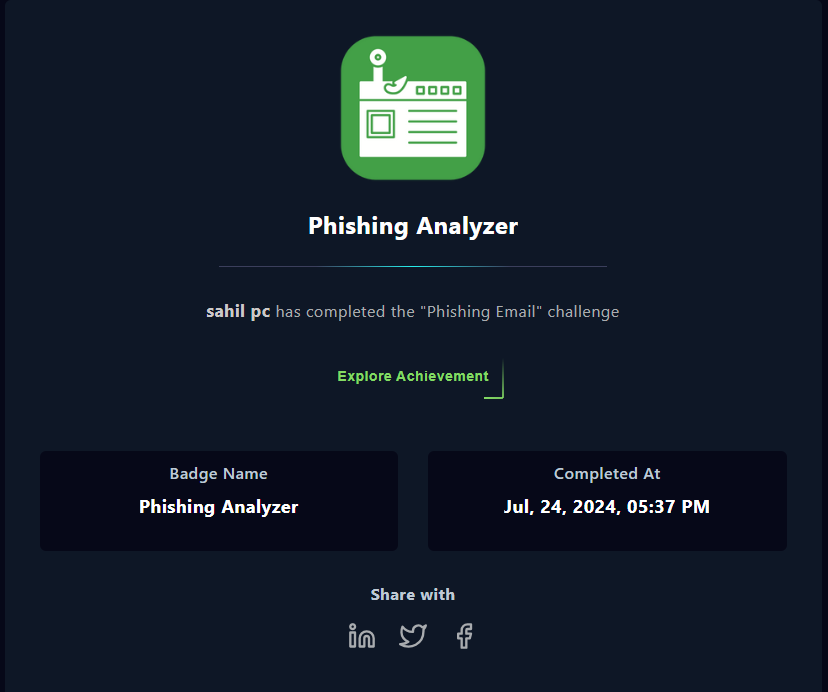 Phishing Analyzer
sahil pc has completed the "Phishing Email" challenge
Explore Achievement
Badge Name
Phishing Analyzer
Completed At
Jul, 24, 2024, 05:37 PM
Share with